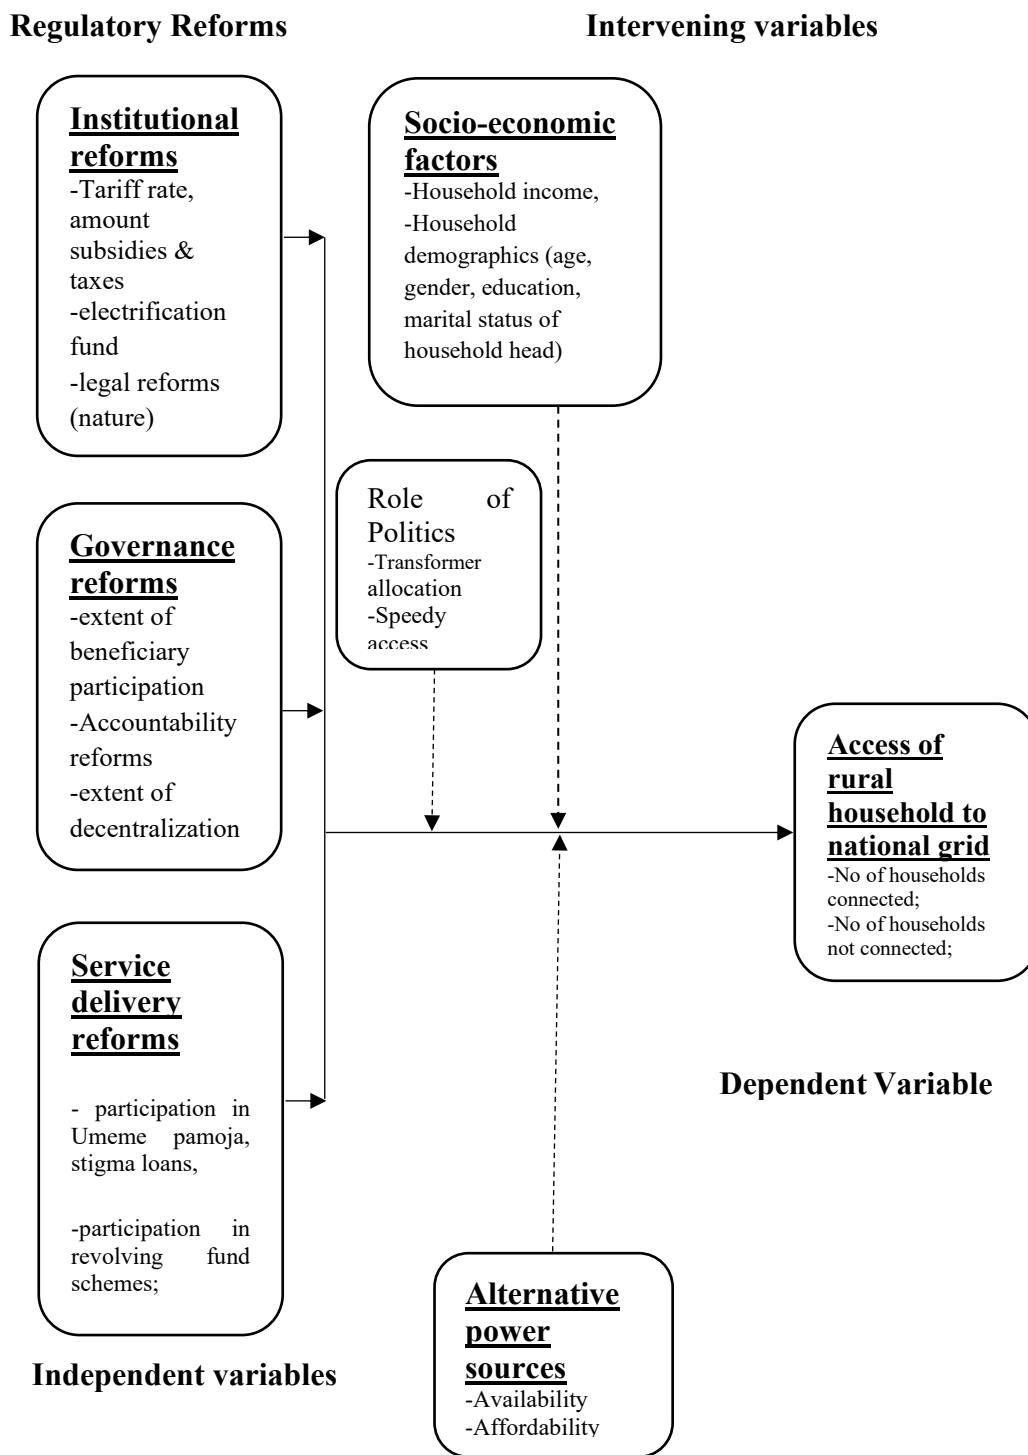 Regulatory Reforms
Intervening variables
Institutional
reforms
-Tariff rate,
amount
subsidies &
taxes
-electrification
fund
-legal reforms
(nature)
Socio-economic
factors
-Household income,
-Household
demographics (age,
gender, education,
marital status of
household head)
Role of
Politics
-Transformer
allocation
-Speedy
access
Governance
reforms
-extent of
beneficiary
participation
-Accountability
reforms
-extent of
decentralization
Access of
rural
household to
national grid
-No of households
connected;
-No of households
not connected;
Service
delivery
reforms
- participation in
Umeme pamoja,
stigma loans,
-participation in
revolving fund
schemes;
Dependent Variable
Alternative
power
sources
-Availability
-Affordability
Independent variables